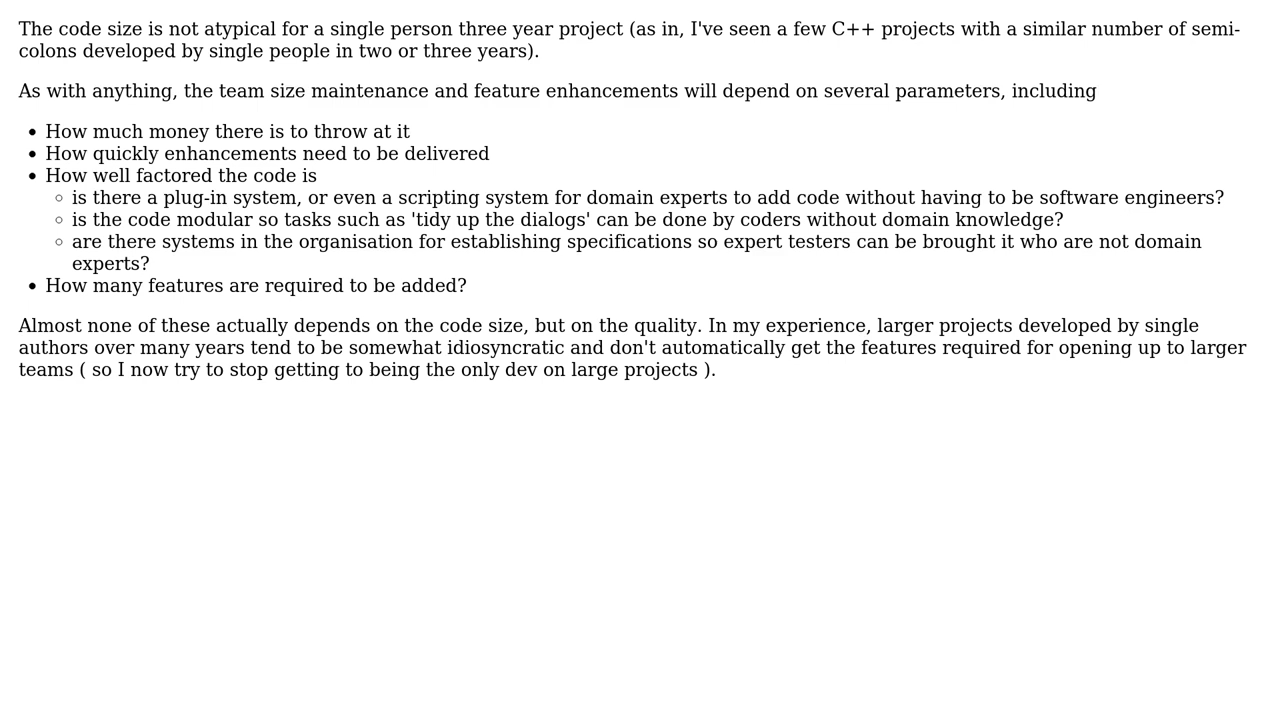 The code size is not atypical for a single person three year project (as in, I've seen a few C++ projects with a similar number of semi-
colons developed by single people in two or three years).
As with anything, the team size maintenance and feature enhancements will depend on several parameters, including
• How much money there is to throw at it
• How quickly enhancements need to be delivered
• How well factored the code is
◦ is there a plug-in system, or even a scripting system for domain experts to add code without having to be software engineers?
◦ is the code modular so tasks such as 'tidy up the dialogs' can be done by coders without domain knowledge?
◦ are there systems in the organisation for establishing specifications so expert testers can be brought it who are not domain
experts?
• How many features are required to be added?
Almost none of these actually depends on the code size, but on the quality. In my experience, larger projects developed by single
authors over many years tend to be somewhat idiosyncratic and don't automatically get the features required for opening up to larger
teams ( so I now try to stop getting to being the only dev on large projects ).